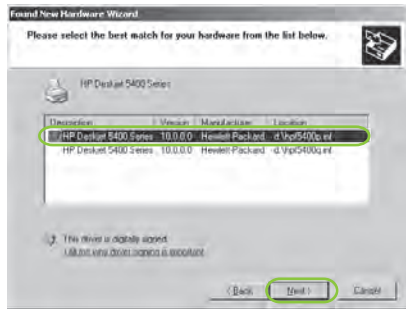 Found New Hardware Wizard
Please select the best match for your hardware from the list below.
HP Deskjet 5400 Series
Description Version Manufacturer Location
HP Deskjet 5400 Series 10.0.0.0 Hewlett-Packard d:\hpf5400p.inf
HP Deskjet 5400 Series 10.0.0.0 Hewlett-Packard d:\hpf5400q.inf
This driver is digitally signed.
Tell me why driver signing is important
< Back Next > Cancel